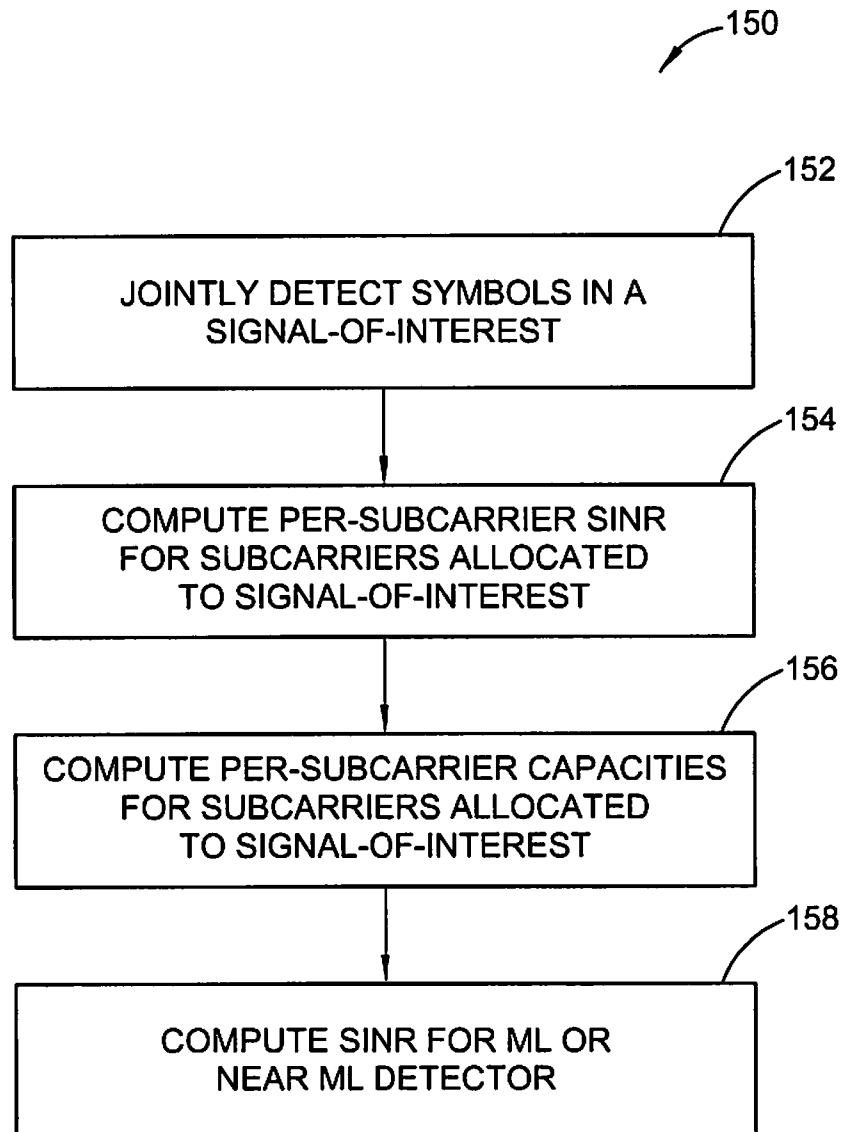 150
152
JOINTLY DETECT SYMBOLS IN A
SIGNAL-OF-INTEREST
154
COMPUTE PER-SUBCARRIER SINR
FOR SUBCARRIERS ALLOCATED
TO SIGNAL-OF-INTEREST
156
COMPUTE PER-SUBCARRIER CAPACITIES
FOR SUBCARRIERS ALLOCATED
TO SIGNAL-OF-INTEREST
158
COMPUTE SINR FOR ML OR
NEAR ML DETECTOR